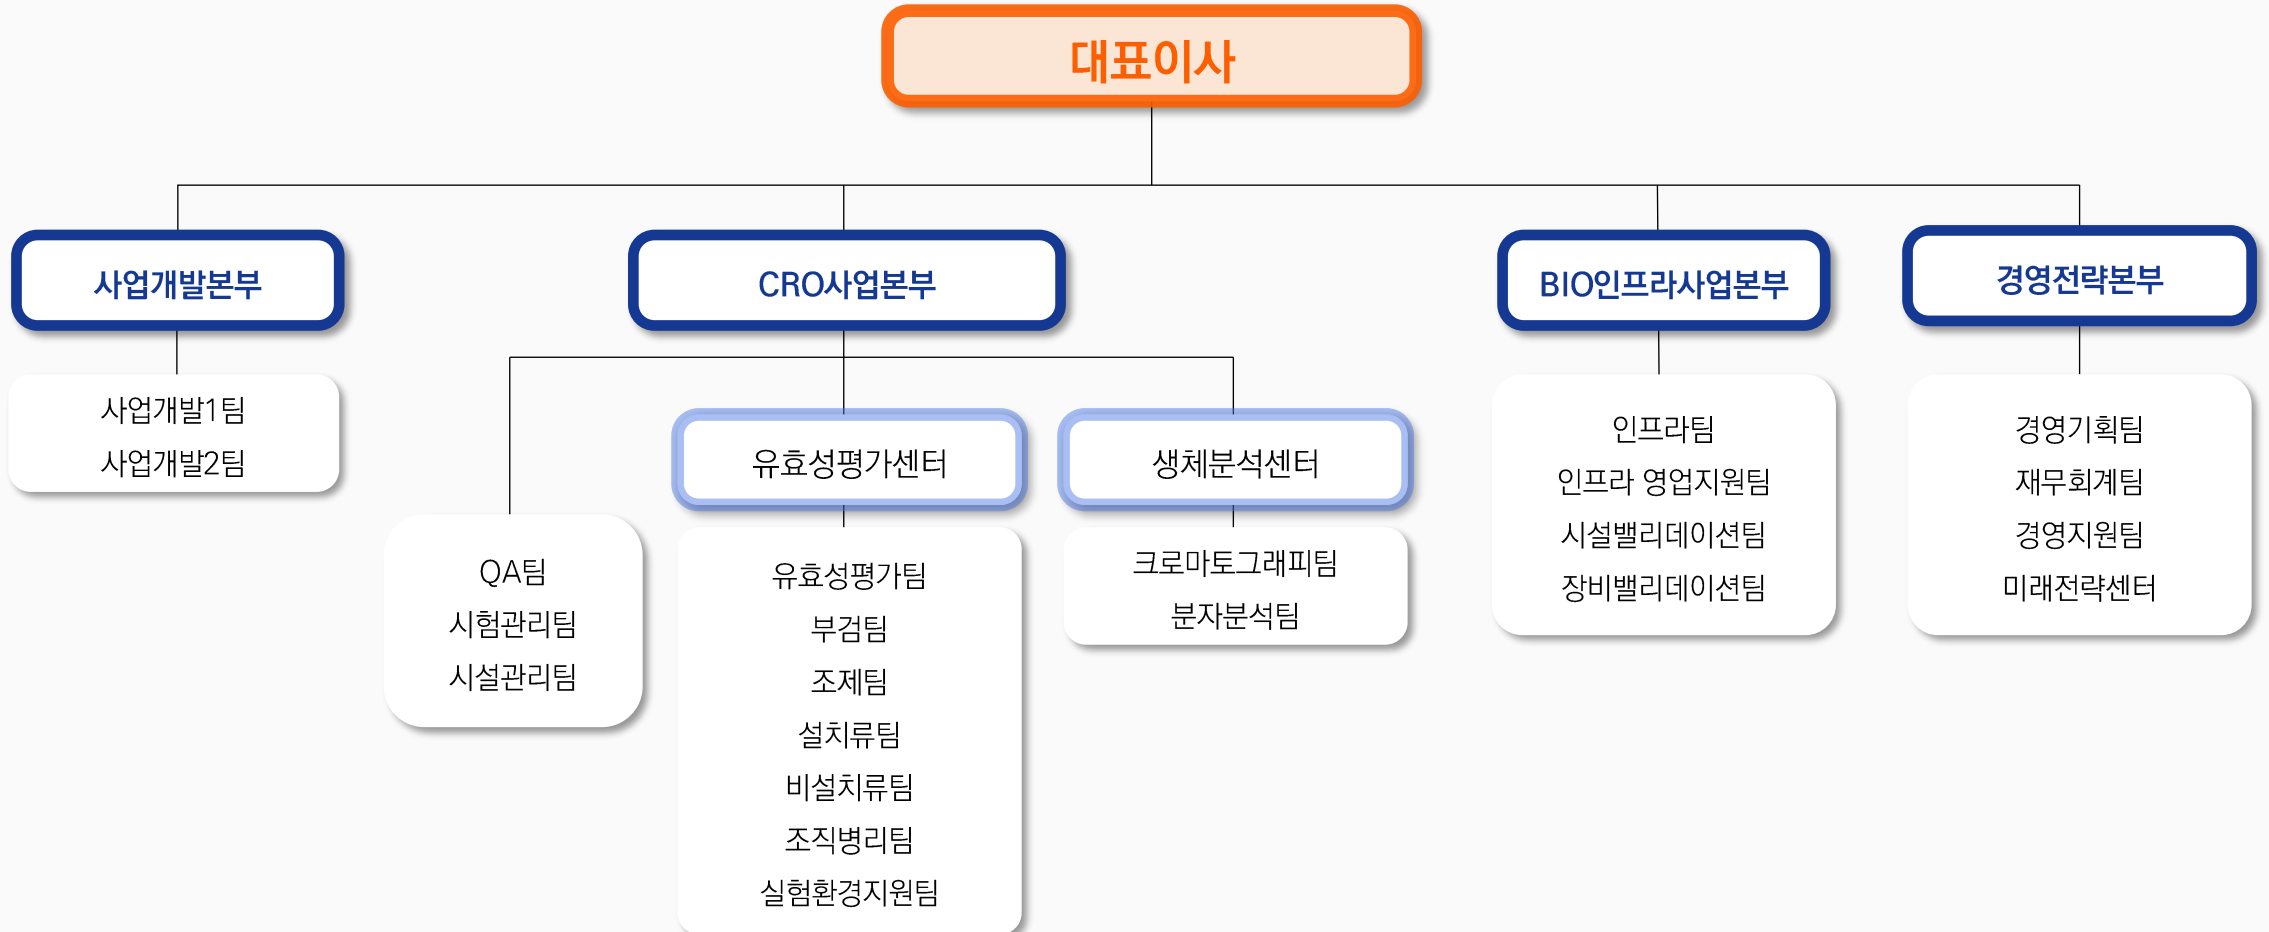 대표이사
사업개발본부
사업개발1팀
사업개발2팀
CRO사업본부
QA팀
시험관리팀
시설관리팀
유효성평가센터
유효성평가팀
부검팀
조제팀
설치류팀
비설치류팀
조직병리팀
실험환경지원팀
생체분석센터
크로마토그래피팀
분자분석팀
BIO인프라사업본부
인프라팀
인프라 영업지원팀
시설밸리데이션팀
장비밸리데이션팀
경영전략본부
경영기획팀
재무회계팀
경영지원팀
미래전략센터